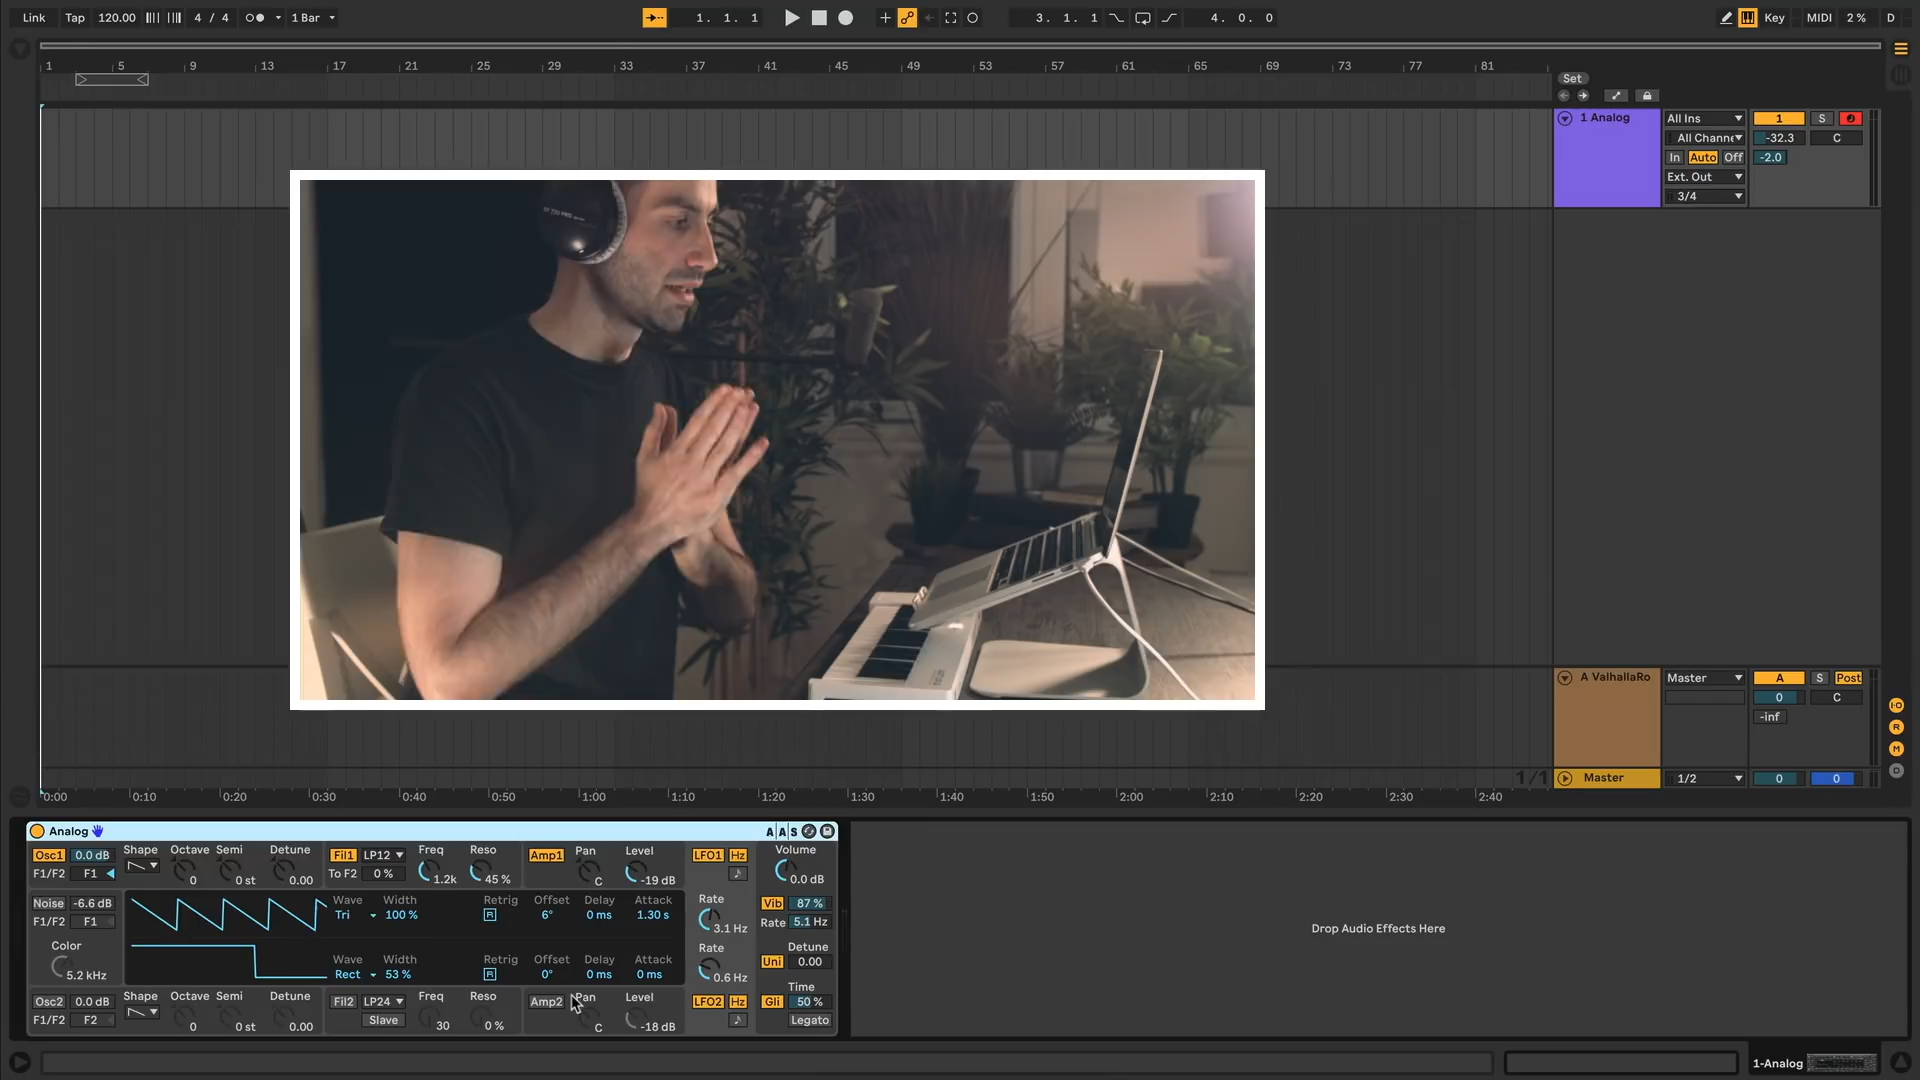 Link Tap 120.00 4 / 4 1 Bar 1. 1. 1 3. 1. 1 4. 0. 0 Key MIDI 2 % D
1 5 9 13 17 21 25 29 33 37 41 45 49 53 57 61 65 69 73 77 81
Set
1 Analog All Ins 1 S
All Channe -32.3 C
In Auto Off -2.0
Ext. Out
3/4
A ValhallaRo Master A S Post
0 C
-inf
I·O
R
M
D
1/1 Master 1/2 0 0
0:00 0:10 0:20 0:30 0:40 0:50 1:00 1:10 1:20 1:30 1:40 1:50 2:00 2:10 2:20 2:30 2:40
Analog AAS
Osc1 0.0 dB Shape Octave Semi Detune Fil1 LP12 Freq Reso Amp1 Pan Level LFO1 Hz Volume
F1/F2 F1 0 0 st 0.00 To F2 0 % 1.2k 45 % C -19 dB 0.0 dB
Noise -6.6 dB Wave Width Retrig Offset Delay Attack Rate Vib 87 %
F1/F2 F1 Tri 100 % R 6° 0 ms 1.30 s 3.1 Hz Rate 5.1 Hz
Color Rate Detune
5.2 kHz Wave Width Retrig Offset Delay Attack 0.6 Hz Uni 0.00
Rect 53 % R 0° 0 ms 0 ms Time
Osc2 0.0 dB Shape Octave Semi Detune Fil2 LP24 Freq Reso Amp2 Pan Level LFO2 Hz Gli 50 %
F1/F2 F2 0 0 st 0.00 Slave 30 0 % C -18 dB Legato
Drop Audio Effects Here
1-Analog